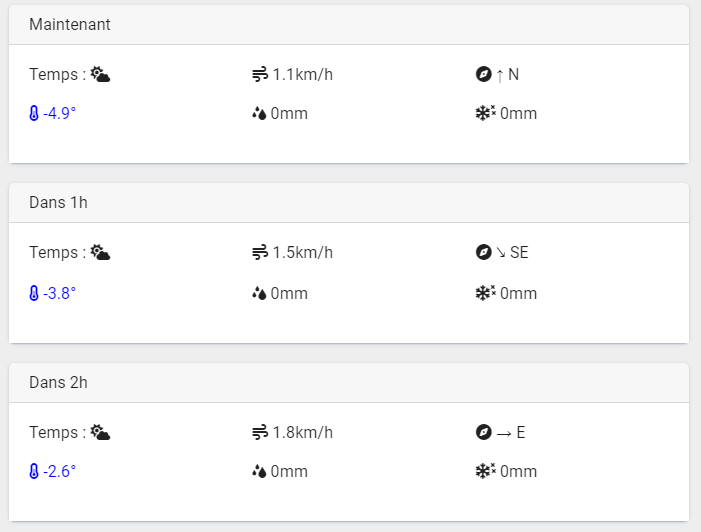 Maintenant
Temps : 1.1km/h ↑ N
-4.9° 0mm 0mm
Dans 1h
Temps : 1.5km/h ↘ SE
-3.8° 0mm 0mm
Dans 2h
Temps : 1.8km/h → E
-2.6° 0mm 0mm